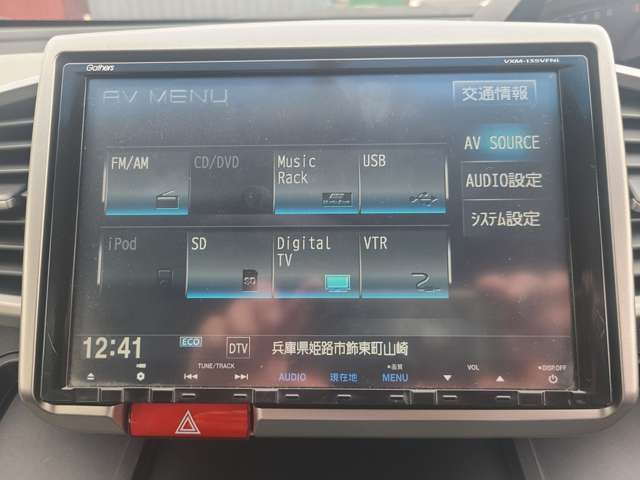 Gathers VXM-155VFNi
AV MENU 交通情報
FM/AM CD/DVD Music Rack USB AV SOURCE
AUDIO設定
iPod SD Digital TV VTR システム設定
SD
12:41 ECO DTV 兵庫県姫路市飾東町山崎
TUNE/TRACK AUDIO 現在地 ●画質 MENU VOL ●DISP.OFF